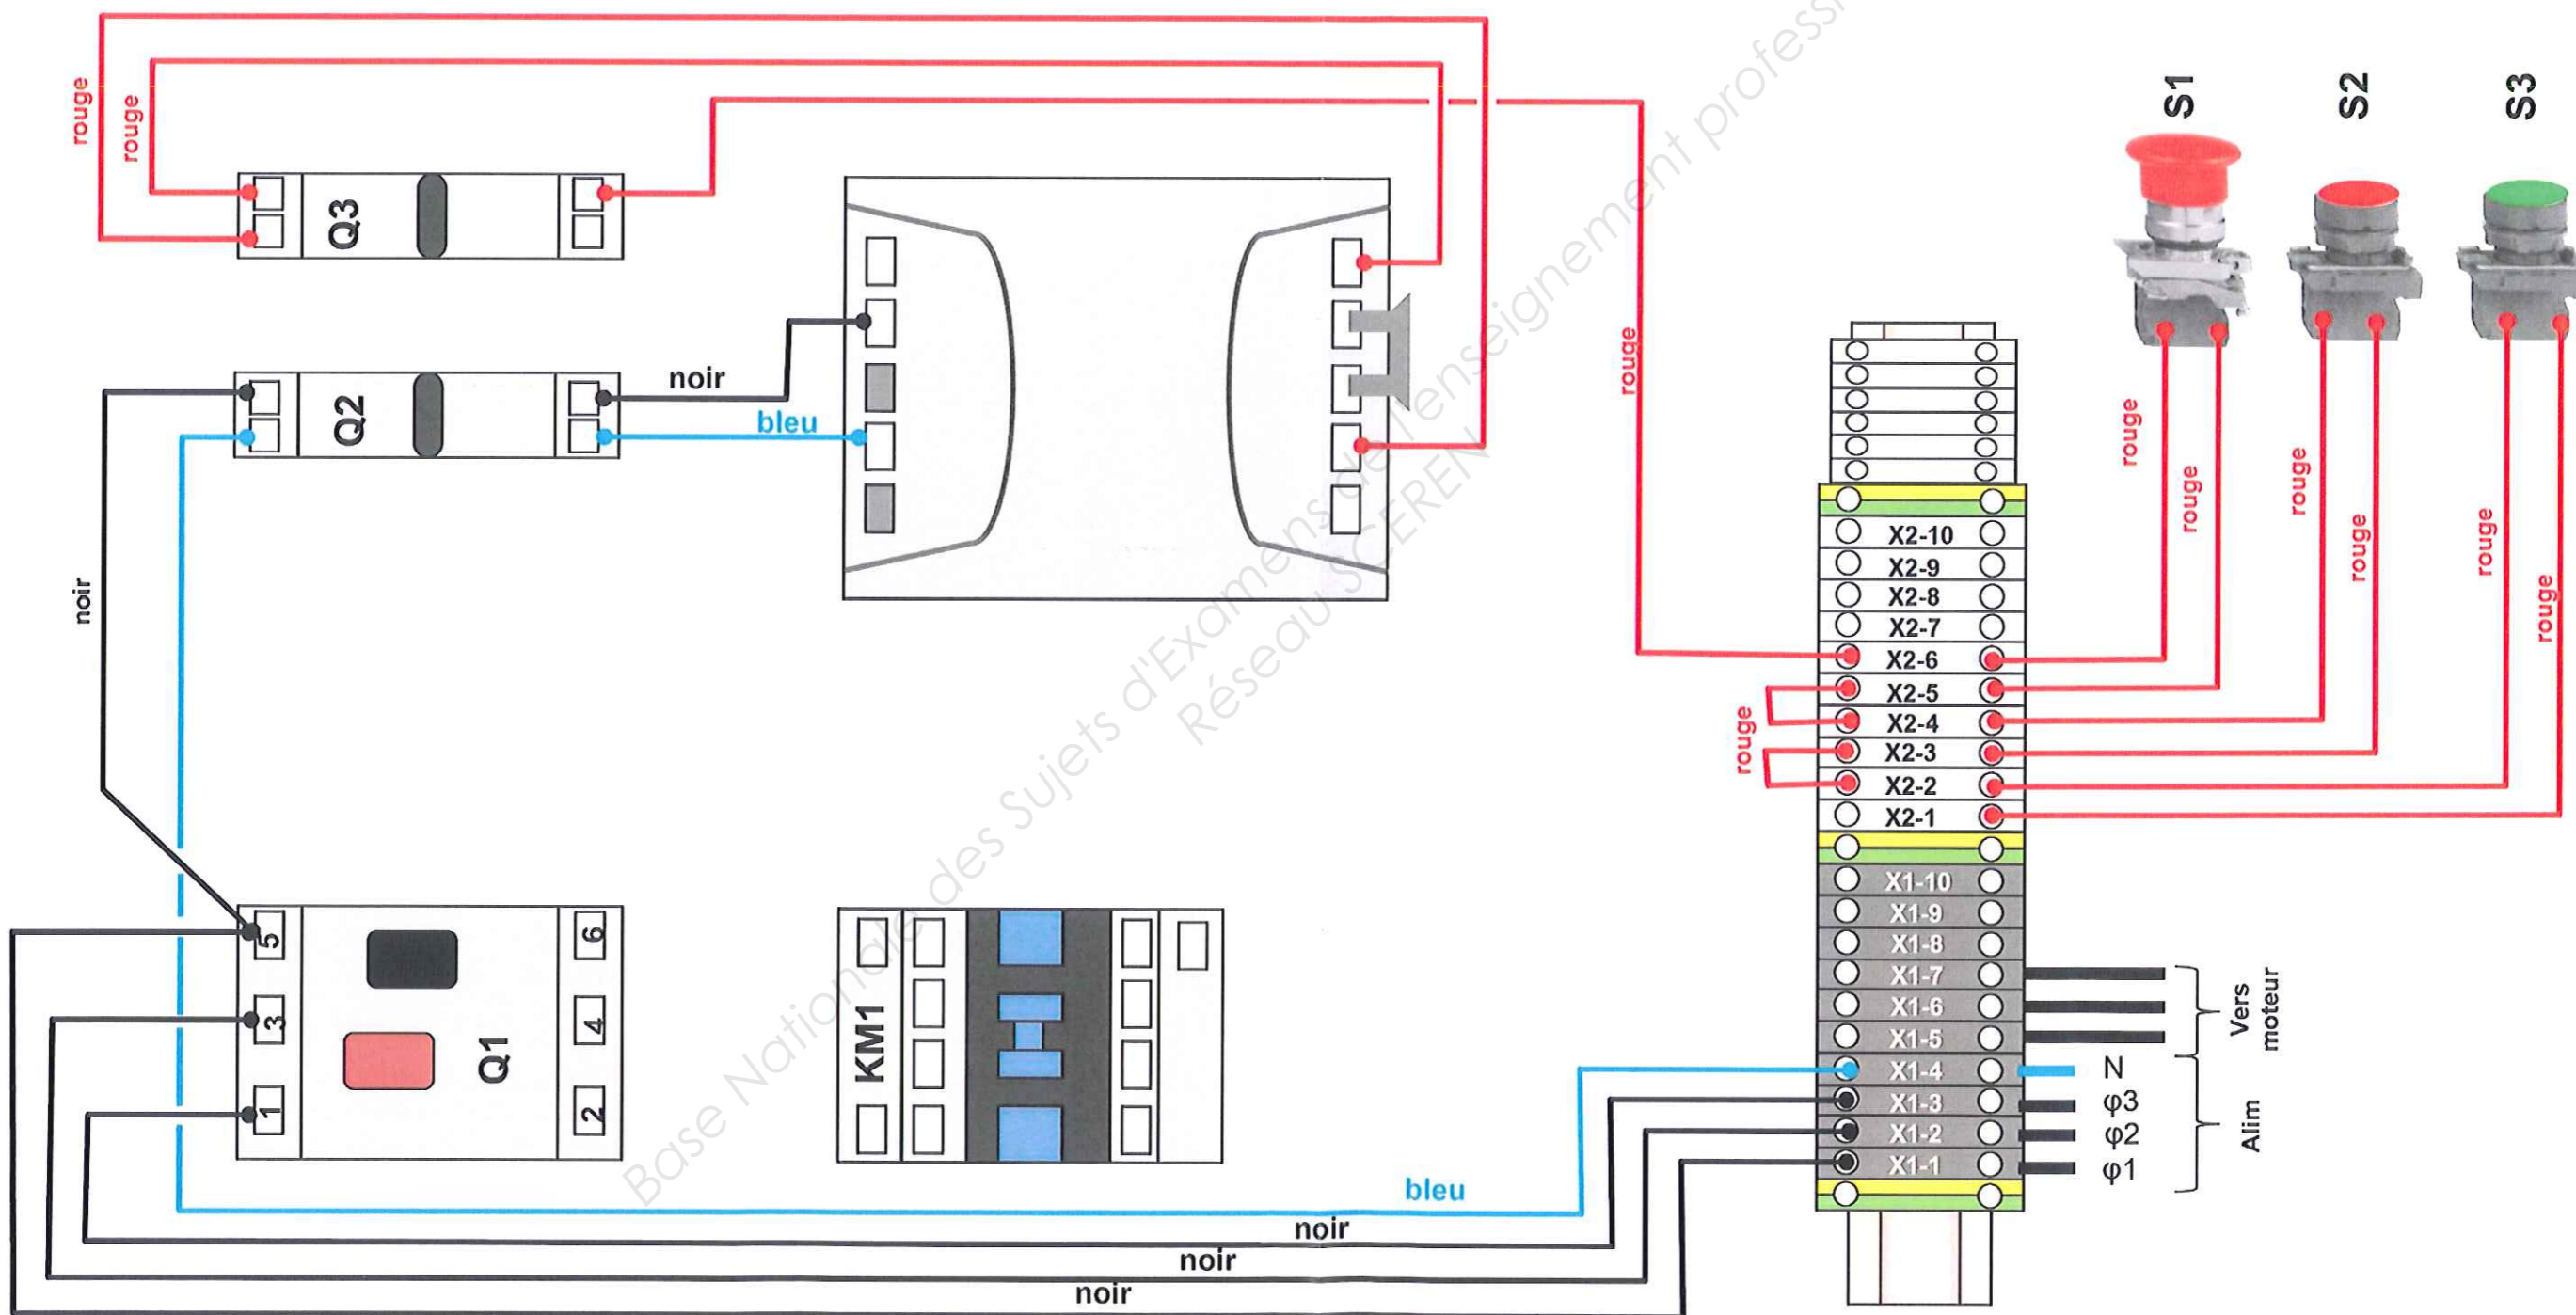 rouge
rouge
Q3
Q2
noir
bleu
noir
rouge
S1
S2
S3
rouge
rouge
rouge
rouge
rouge
rouge
X2-10
X2-9
X2-8
X2-7
X2-6
X2-5
X2-4
X2-3
X2-2
X2-1
rouge
X1-10
X1-9
X1-8
X1-7
X1-6
X1-5
X1-4
X1-3
X1-2
X1-1
Vers
moteur
N
φ3
φ2
φ1
Alim
5
3
1
Q1
6
4
2
KM1
bleu
noir
noir
noir
Base Nationale des Sujets d'Examens de l'enseignement profess
Réseau SCEREN